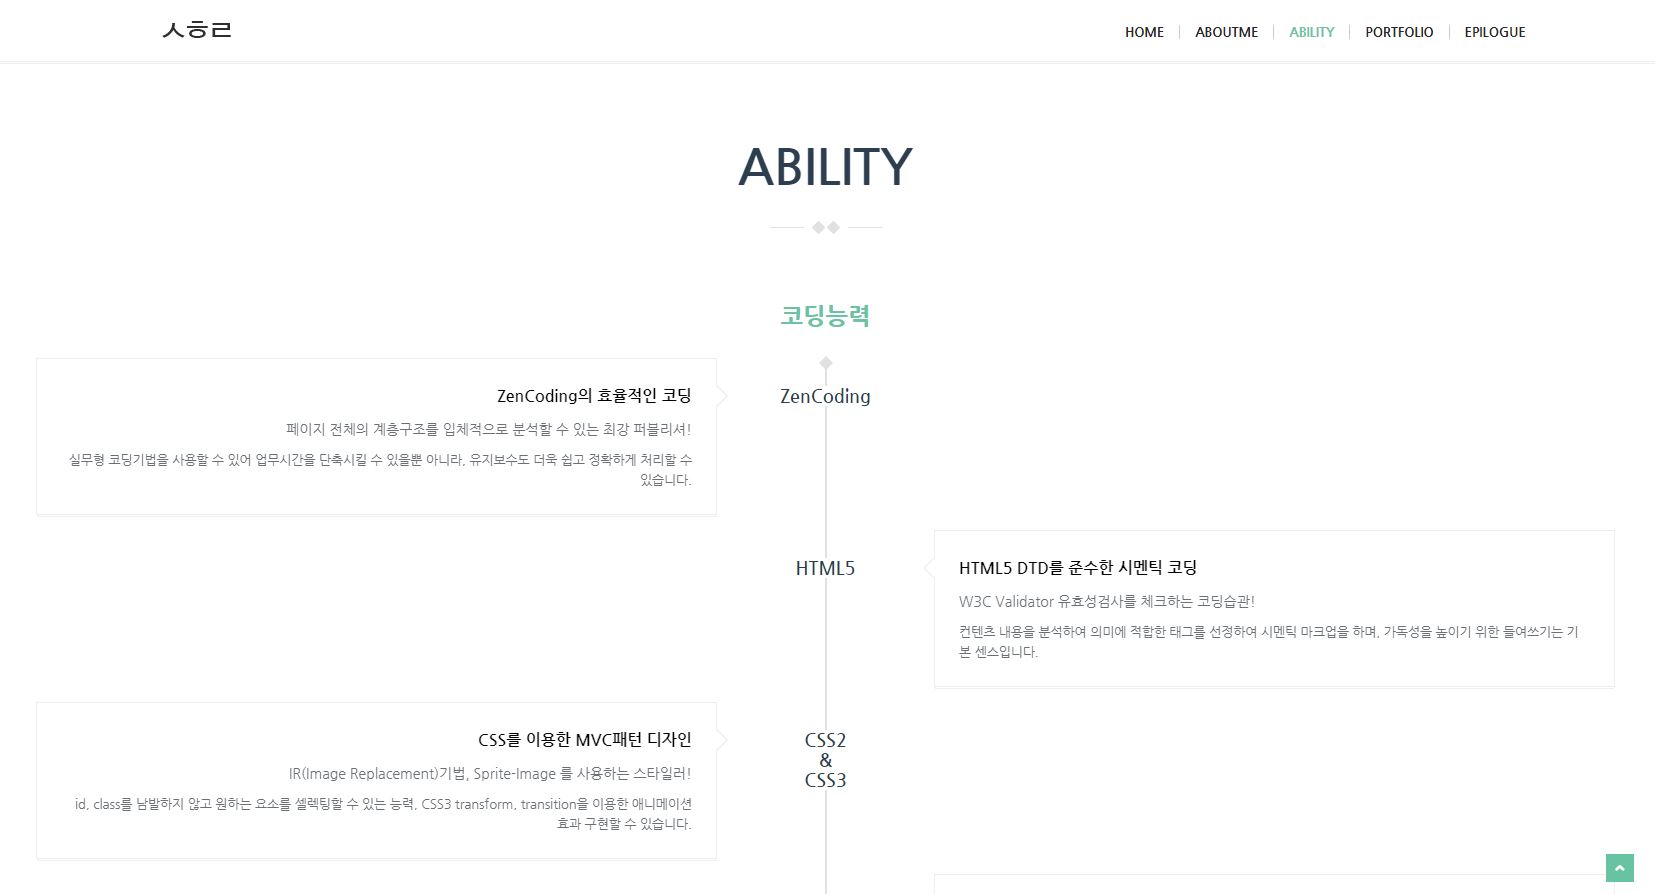 ㅅㅎㄹ
HOME
ABOUTME
ABILITY
PORTFOLIO
EPILOGUE
ABILITY
코딩능력
ZenCoding의 효율적인 코딩
페이지 전체의 계층구조를 입체적으로 분석할 수 있는 최강 퍼블리셔!
실무형 코딩기법을 사용할 수 있어 업무시간을 단축시킬 수 있을뿐 아니라, 유지보수도 더욱 쉽고 정확하게 처리할 수
있습니다.
ZenCoding
HTML5
HTML5 DTD를 준수한 시멘틱 코딩
W3C Validator 유효성검사를 체크하는 코딩습관!
컨텐츠 내용을 분석하여 의미에 적합한 태그를 선정하여 시멘틱 마크업을 하며, 가독성을 높이기 위한 들여쓰기는 기
본 센스입니다.
CSS를 이용한 MVC패턴 디자인
IR(Image Replacement)기법, Sprite-Image 를 사용하는 스타일러!
id, class를 남발하지 않고 원하는 요소를 셀렉팅할 수 있는 능력, CSS3 transform, transition을 이용한 애니메이션
효과 구현할 수 있습니다.
CSS2
&
CSS3